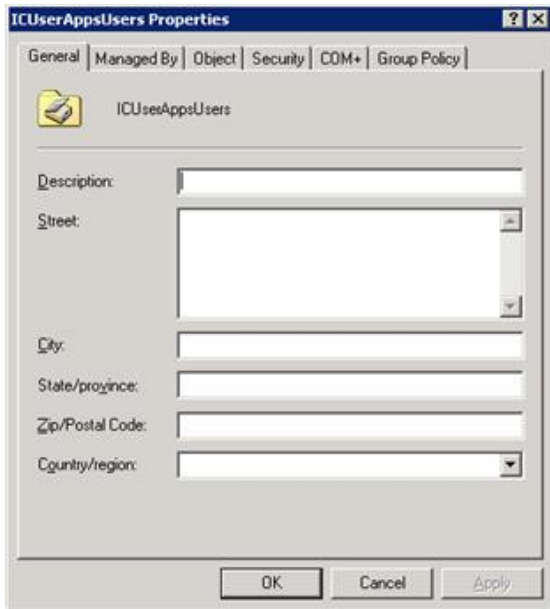 ICUserAppsUsers Properties
General Managed By Object Security COM+ Group Policy
ICUserAppsUsers
Description:
Street:
City:
State/province:
Zip/Postal Code:
Country/region:
OK Cancel Apply